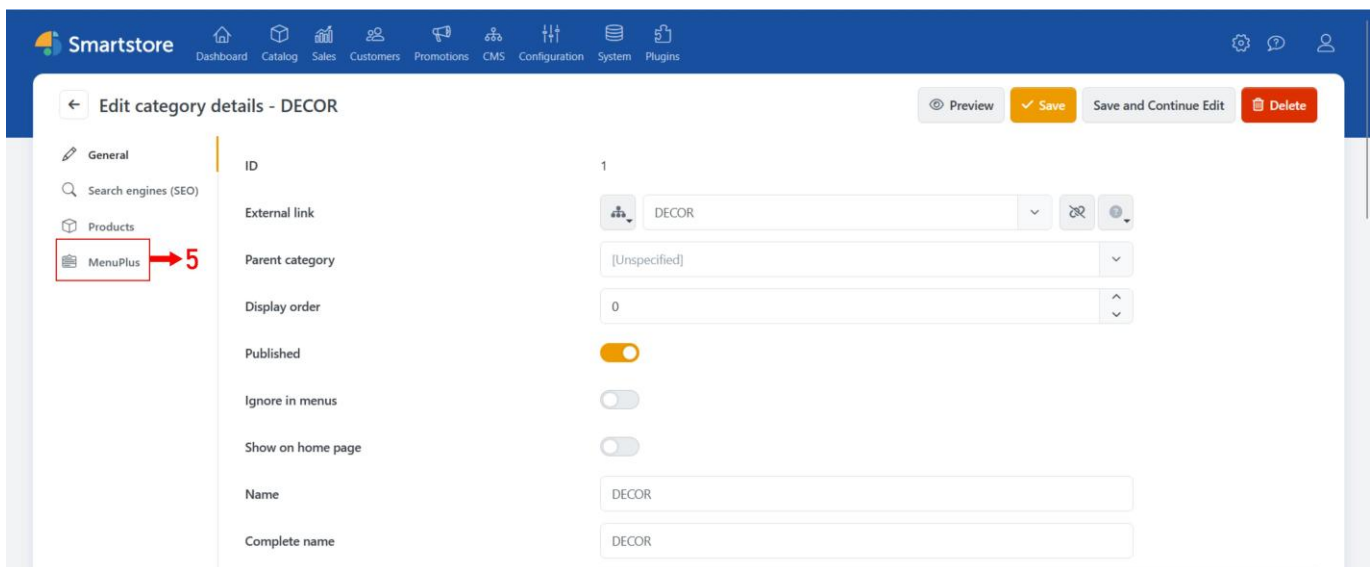 Smartstore
Dashboard Catalog Sales Customers Promotions CMS Configuration System Plugins
Edit category details - DECOR
Preview Save Save and Continue Edit Delete
General
ID 1
Search engines (SEO)
External link DECOR
Products
MenuPlus 5
Parent category [Unspecified]
Display order 0
Published
Ignore in menus
Show on home page
Name DECOR
Complete name DECOR